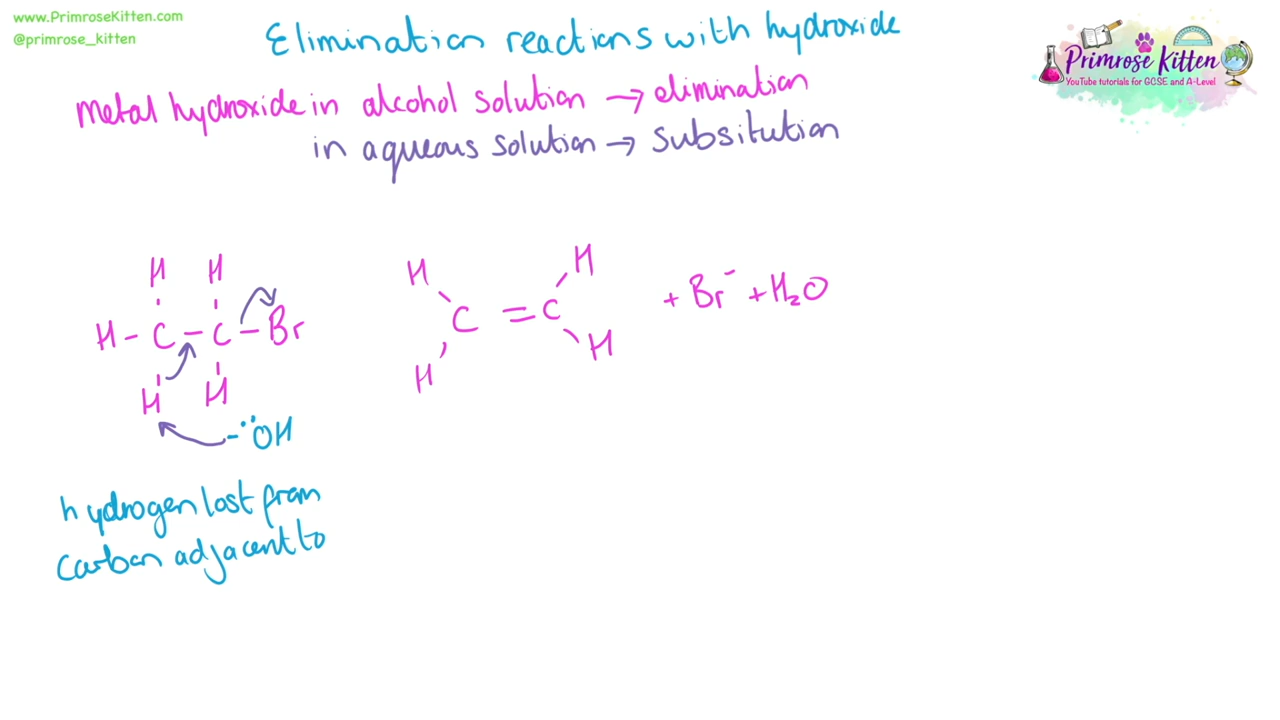 www.PrimroseKitten.com
@primrose_kitten
Elimination reactions with hydroxide
Primrose Kitten
YouTube tutorials for GCSE and A-Level
Metal hydroxide in alcohol solution → elimination
in aqueous solution → subsitution
H H
H - C - C - Br
H H
-:OH
H H
C = C
H H
+ Br⁻ + H₂O
hydrogen lost from
carbon adjacent to